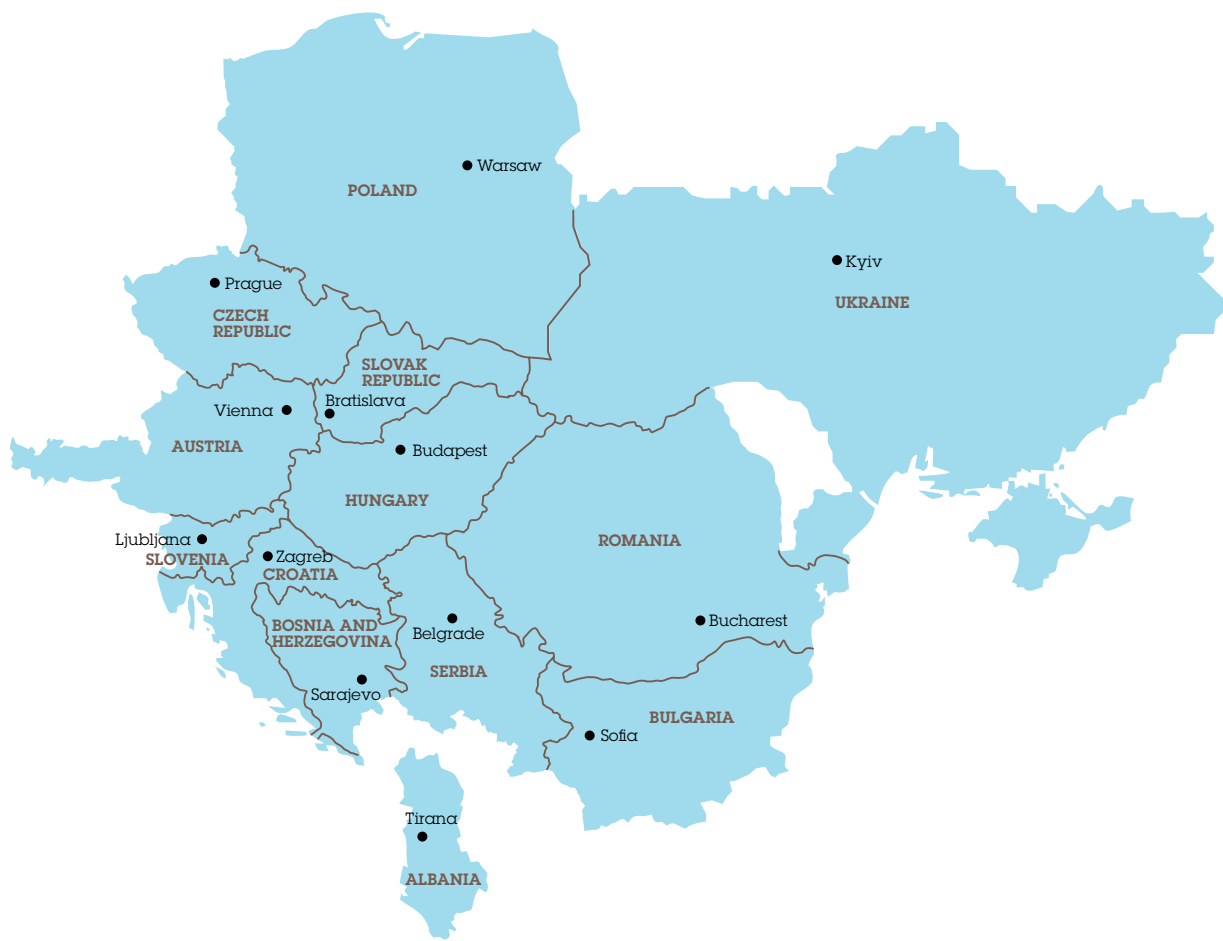 Warsaw
POLAND
Kyiv
Prague
UKRAINE
CZECH
REPUBLIC
SLOVAK
REPUBLIC
Bratislava
Vienna
AUSTRIA
Budapest
HUNGARY
Ljubljana
SLOVENIA
Zagreb
CROATIA
ROMANIA
BOSNIA AND
HERZEGOVINA
Belgrade
Bucharest
SERBIA
Sarajevo
BULGARIA
Sofia
Tirana
ALBANIA